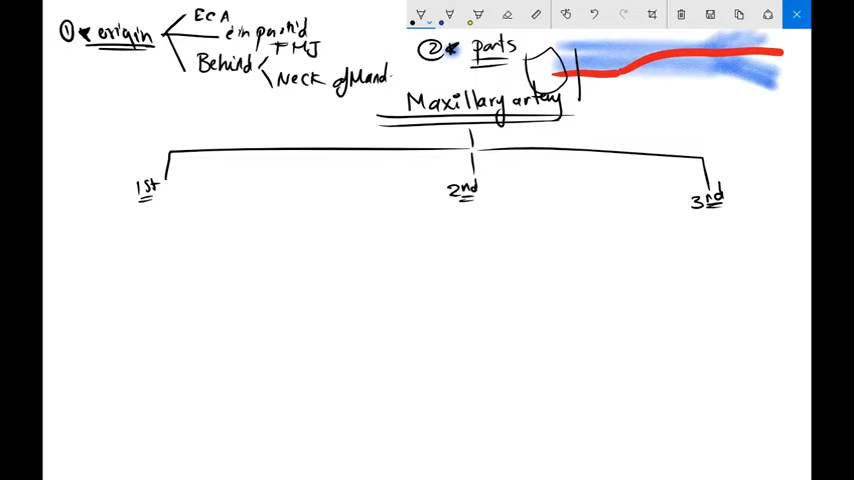 ① origin
ECA
in parotid
Behind
TMJ
Neck of Mand.
② parts
Maxillary artery
1st
2nd
3rd